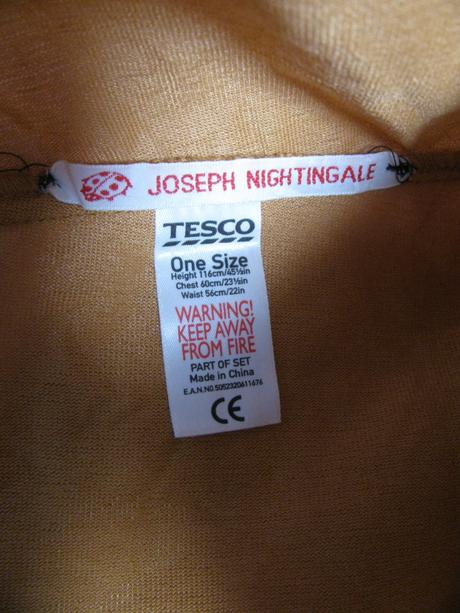 JOSEPH NIGHTINGALE
TESCO
One Size
Height 116cm/45½in
Chest 60cm/23½in
Waist 56cm/22in
WARNING!
KEEP AWAY
FROM FIRE
PART OF SET
Made in China
E.A.N.NO.5052320611676
CE